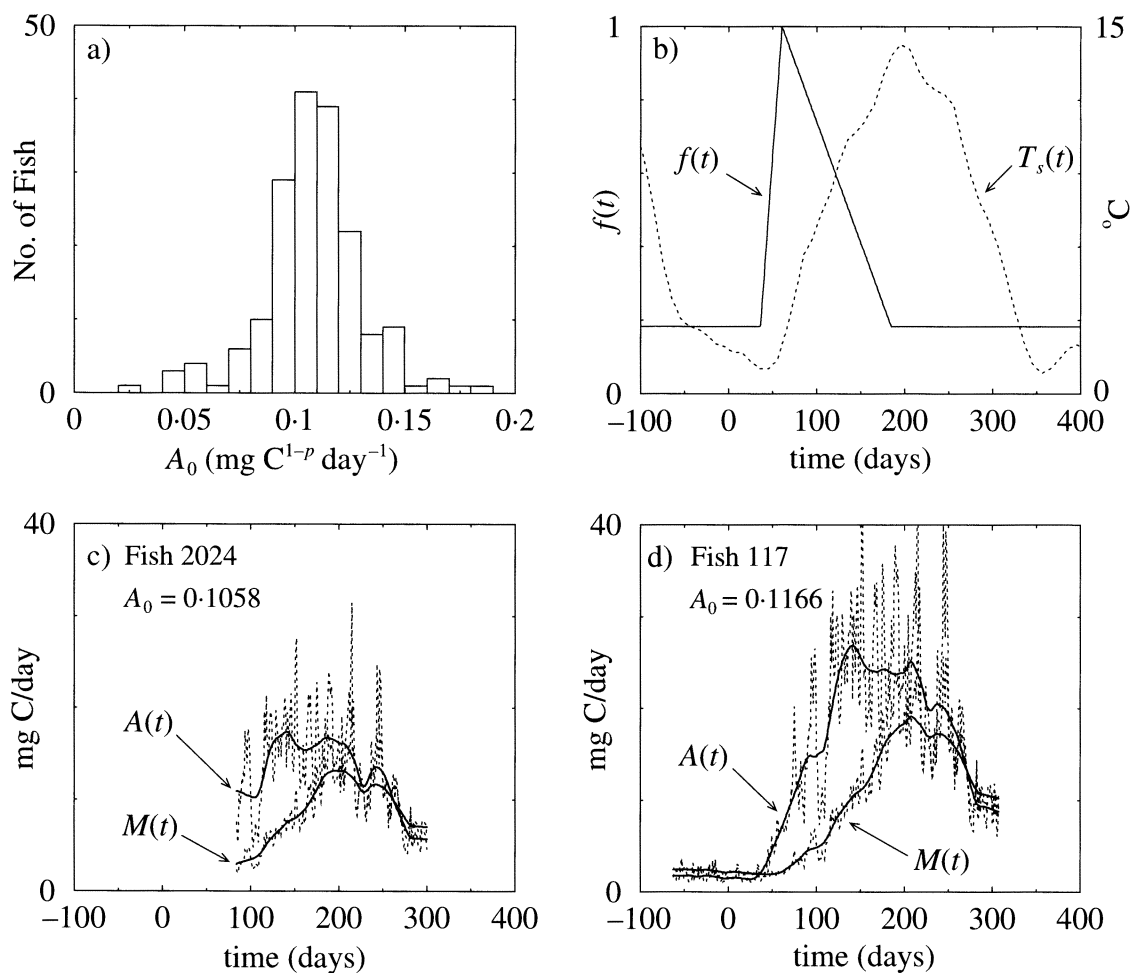 a)
50
0
No. of Fish
0
0·05
0·1
0·15
0·2
A₀ (mg C¹⁻ᵖ day⁻¹)
b)
1
0
f(t)
f(t)
Tₛ(t)
15
0
°C
−100
0
100
200
300
400
time (days)
c) Fish 2024
A₀ = 0·1058
40
0
mg C/day
A(t)
M(t)
−100
0
100
200
300
400
time (days)
d) Fish 117
A₀ = 0·1166
40
0
mg C/day
A(t)
M(t)
−100
0
100
200
300
400
time (days)